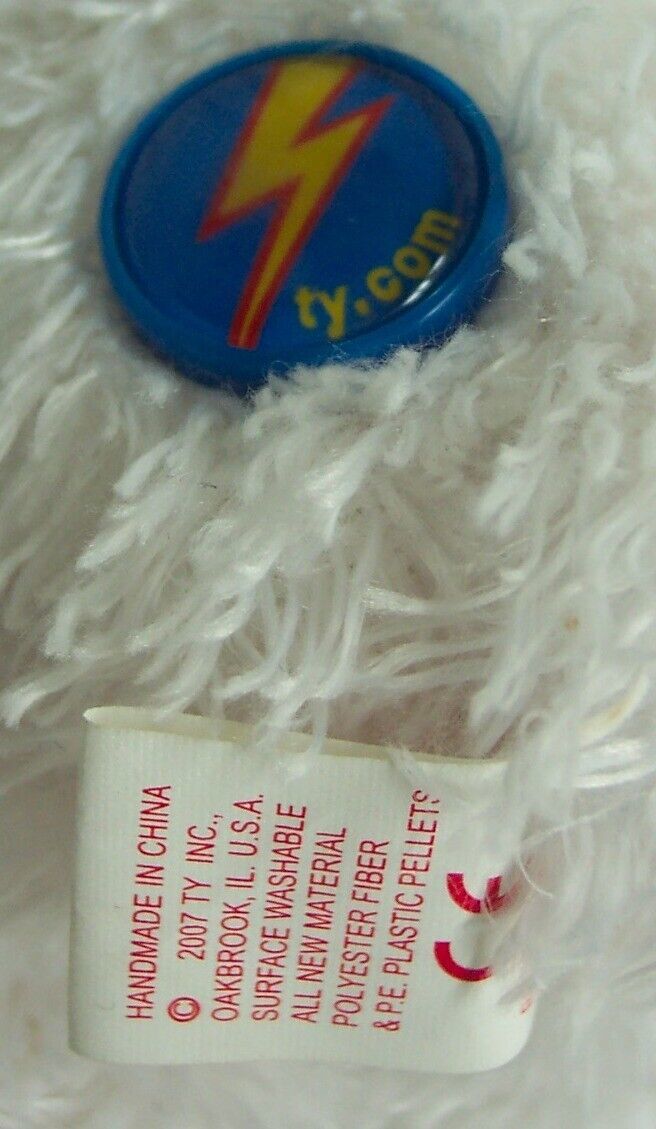 ty.com
HANDMADE IN CHINA
© 2007 TY INC.,
OAKBROOK, IL. U.S.A.
SURFACE WASHABLE
ALL NEW MATERIAL
POLYESTER FIBER
& P.E. PLASTIC PELLETS
CE